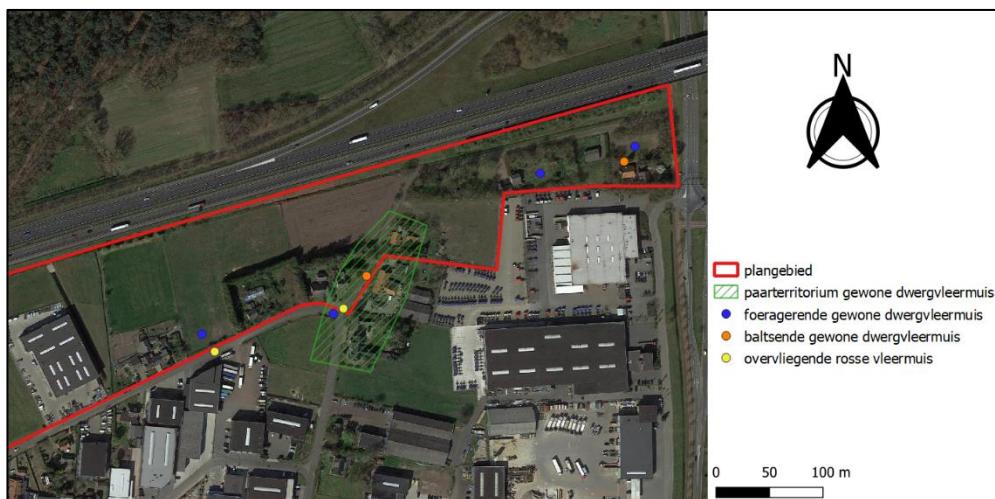 N
plangebied
paarterritorium gewone dwergvleermuis
foeragerende gewone dwergvleermuis
baltsende gewone dwergvleermuis
overvliegende rosse vleermuis
0 50 100 m